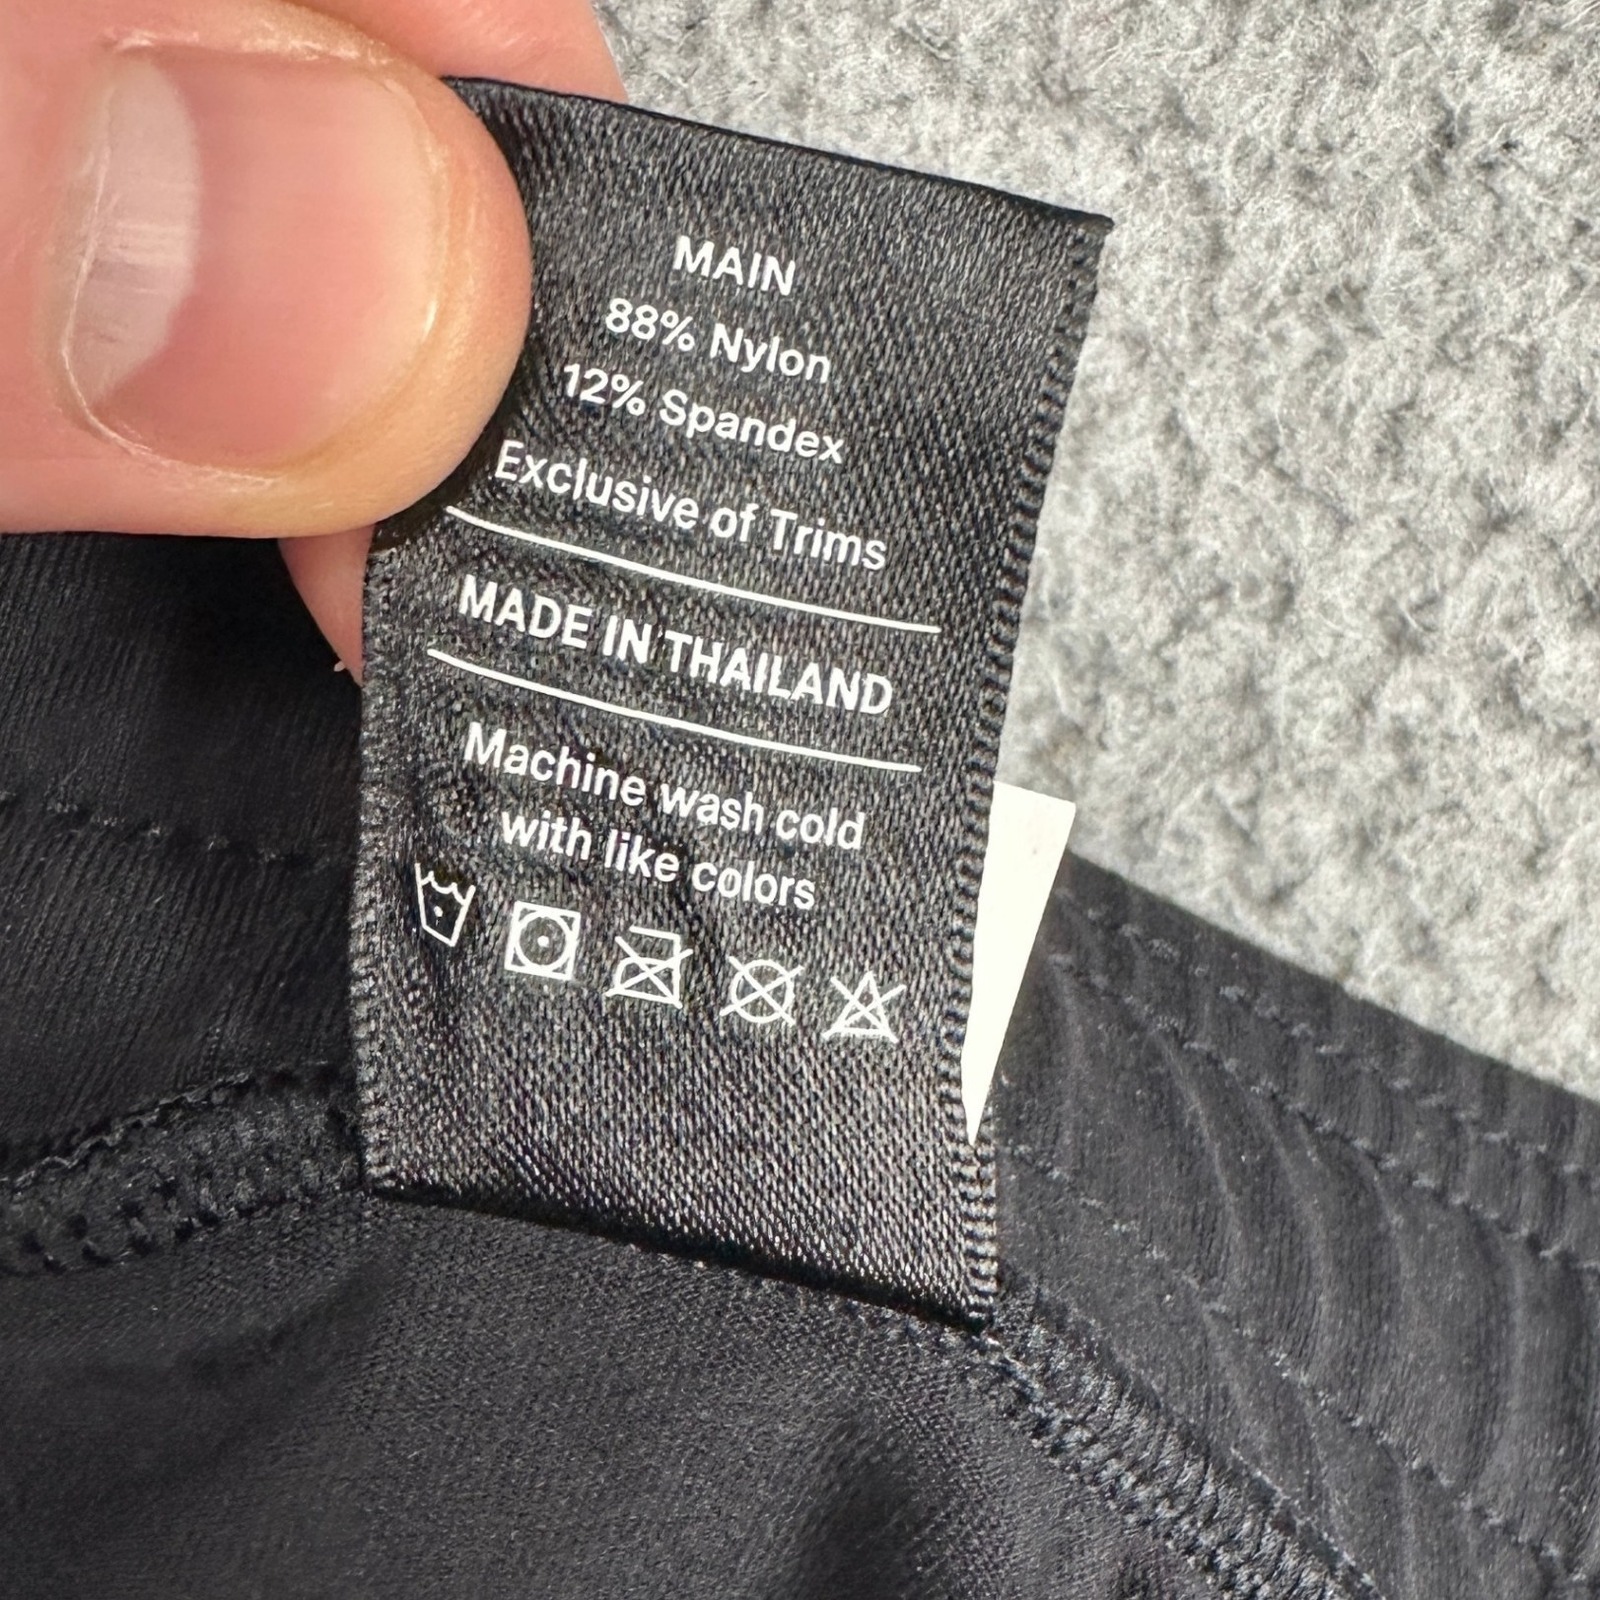 MAIN
88% Nylon
12% Spandex
Exclusive of Trims
MADE IN THAILAND
Machine wash cold
with like colors